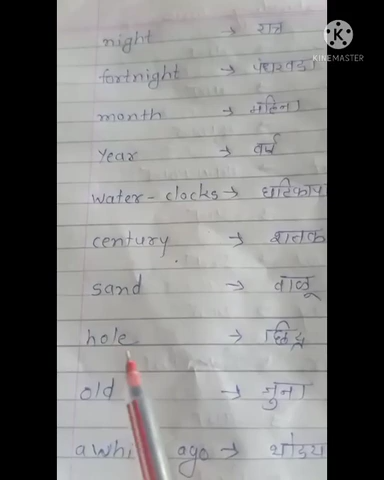 KINEMASTER
night → रात्र
fortnight → पंधरवडा
month → महिना
year → वर्ष
water-clocks →
century → शतक
sand → वाळू
hole → छिद्र
old → जुना
ago →